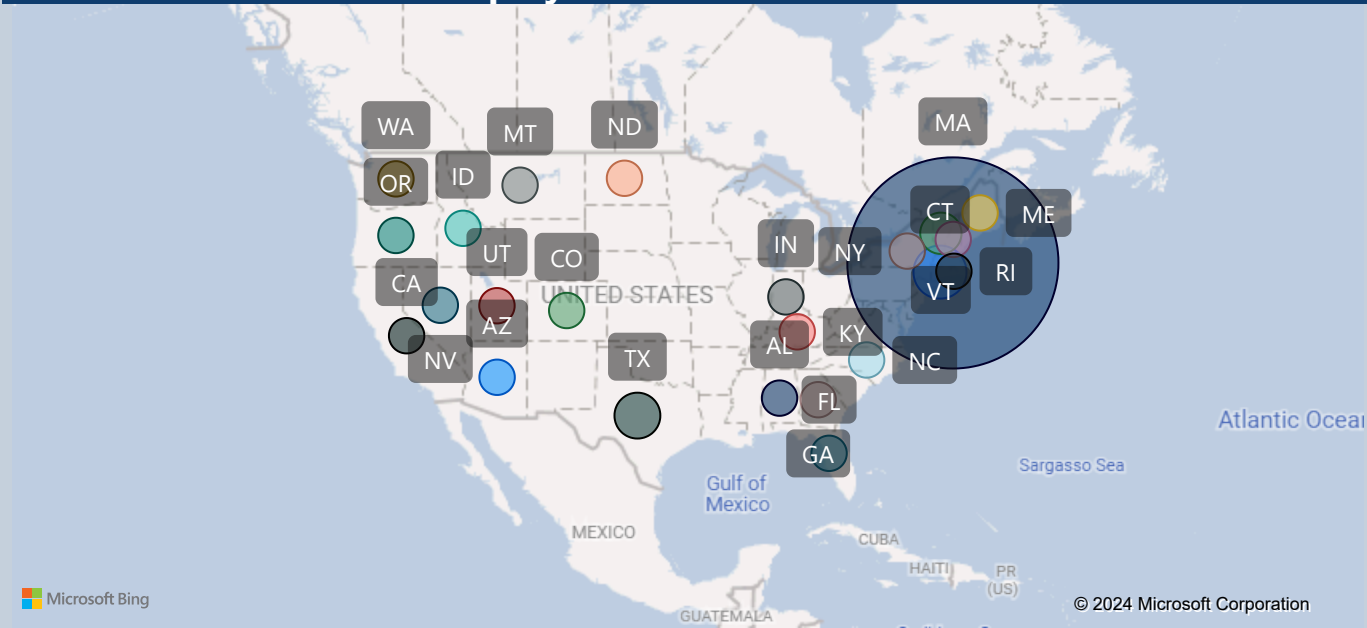 MA
WA
MT
ND
OR
ID
CT
ME
IN
NY
UT
CO
RI
CA
VT
UNITED STATES
AZ
KY
AL
NV
TX
NC
FL
Atlantic Ocea
GA
Sargasso Sea
Gulf of
Mexico
MEXICO
CUBA
HAITI
PR
(US)
Microsoft Bing
© 2024 Microsoft Corporation
GUATEMALA